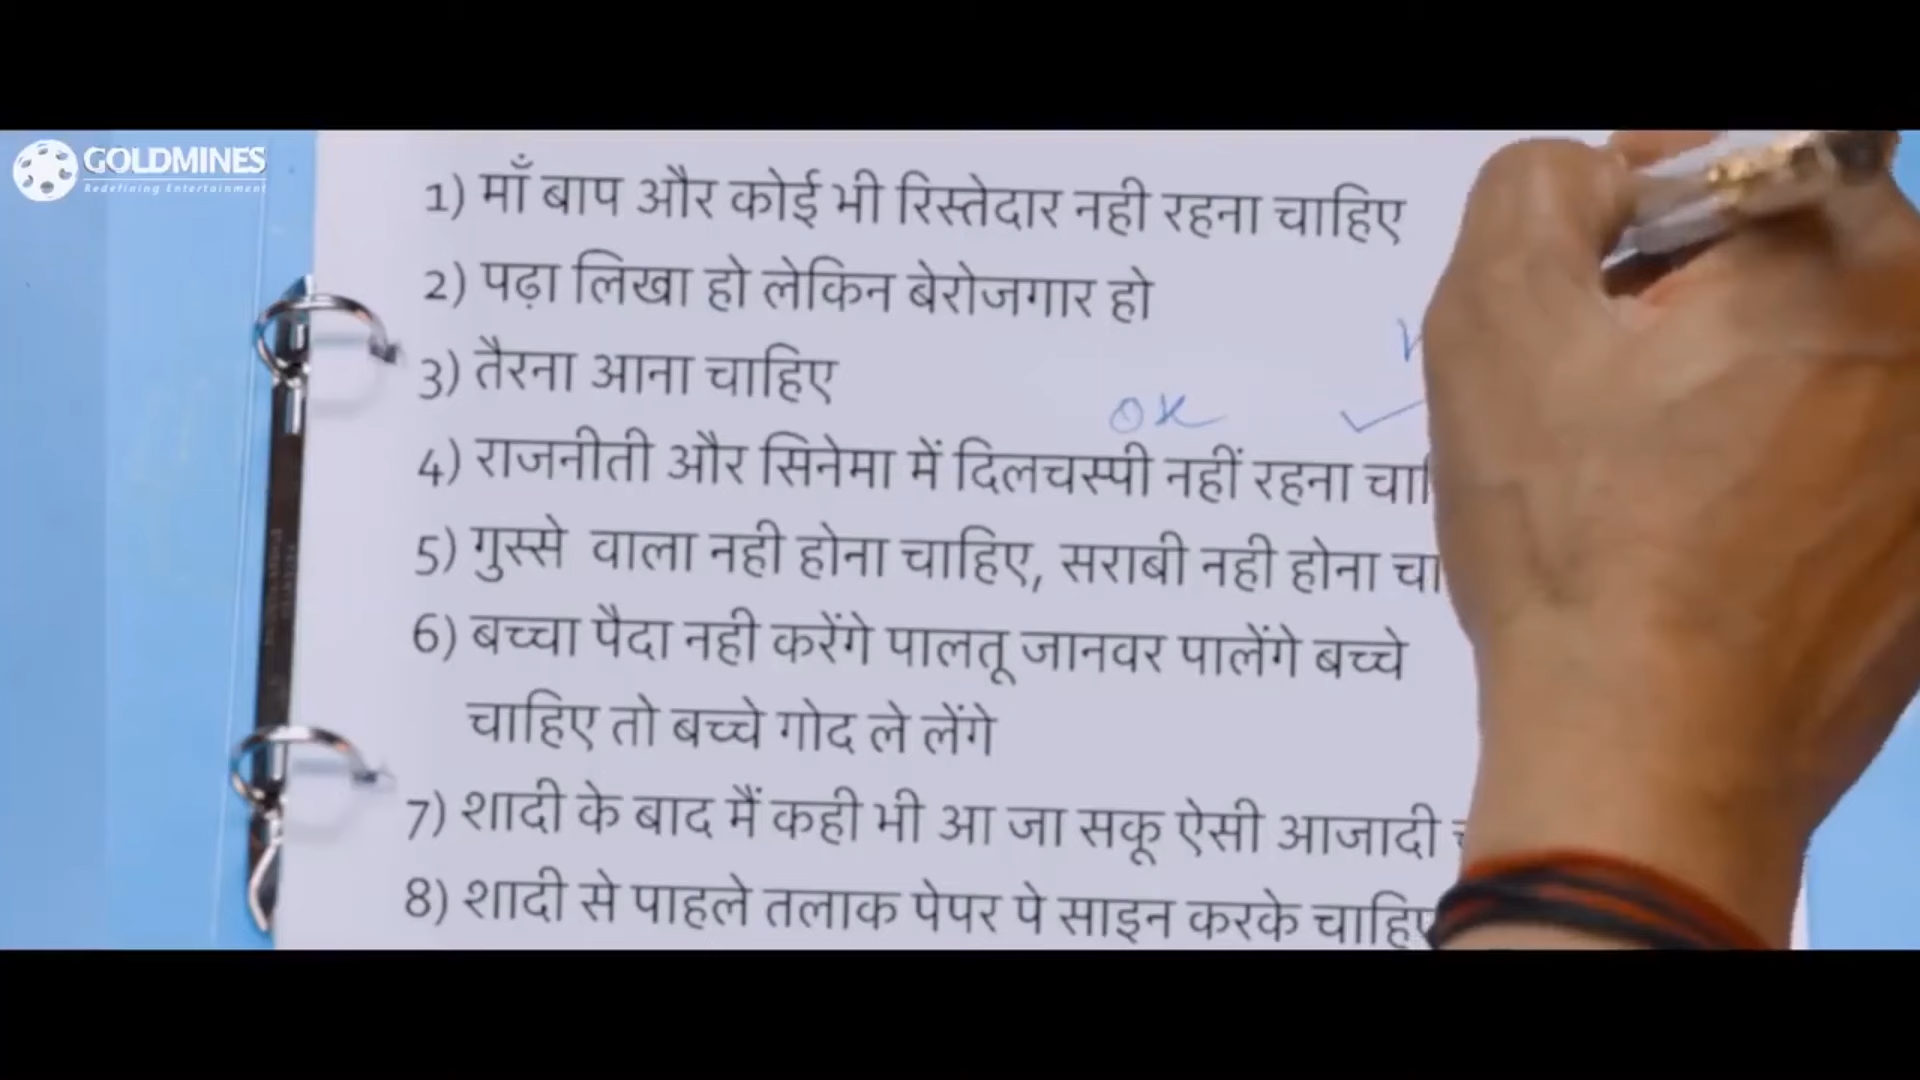 GOLDMINES
Redefining Entertainment
1) माँ बाप और कोई भी रिस्तेदार नही रहना चाहिए
2) पढ़ा लिखा हो लेकिन बेरोजगार हो
3) तैरना आना चाहिए
OK
4) राजनीती और सिनेमा में दिलचस्पी नहीं रहना
5) गुस्से वाला नही होना चाहिए, सराबी नही होना
6) बच्चा पैदा नही करेंगे पालतू जानवर पालेंगे बच्चे
चाहिए तो बच्चे गोद ले लेंगे
7) शादी के बाद मैं कही भी आ जा सकू ऐसी आजादी
8) शादी से पाहले तलाक पेपर पे साइन करके चाहिए